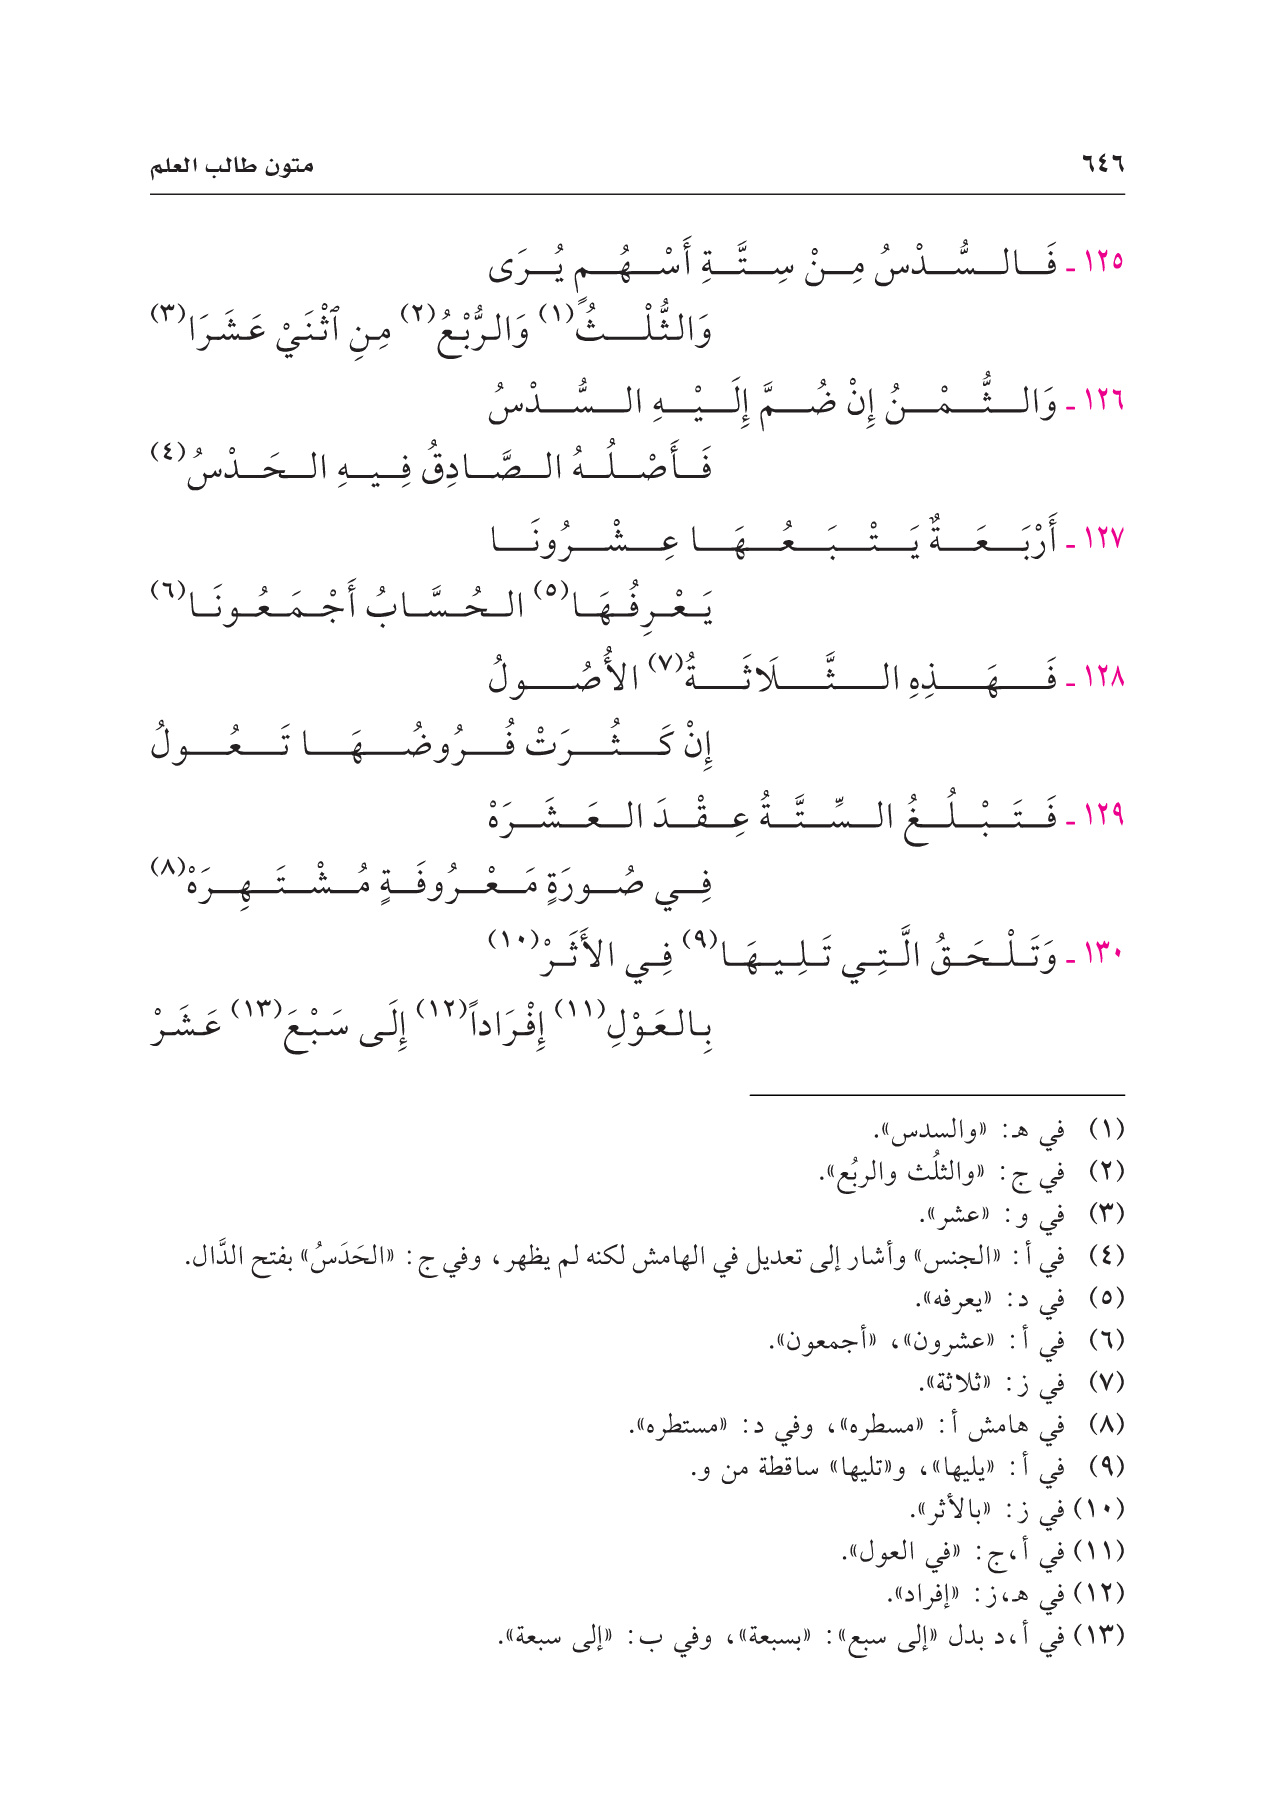 ٦٤٦
متون طالب العلم
١٢٥ - فَالسُّدْسُ مِنْ سِتَّةِ أَسْهُمٍ يُرَى
وَالثُّلْثُ(١) وَالرُّبْعُ(٢) مِنِ ٱثْنَيْ عَشَرَا(٣)
١٢٦ - وَالثُّمْنُ إِنْ ضُمَّ إِلَيْهِ السُّدْسُ
فَأَصْلُهُ الصَّادِقُ فِيهِ الحَدْسُ(٤)
١٢٧ - أَرْبَعَةٌ يَتْبَعُهَا عِشْرُونَا
يَعْرِفُهَا(٥) الحُسَّابُ أَجْمَعُونَا(٦)
١٢٨ - فَهَذِهِ الثَّلَاثَةُ(٧) الأُصُولُ
إِنْ كَثُرَتْ فُرُوضُهَا تَعُولُ
١٢٩ - فَتَبْلُغُ السِّتَّةُ عِقْدَ العَشَرَهْ
فِي صُورَةٍ مَعْرُوفَةٍ مُشْتَهِرَهْ(٨)
١٣٠ - وَتَلْحَقُ الَّتِي تَلِيهَا(٩) فِي الأَثَرْ(١٠)
بِالعَوْلِ(١١) إِفْرَاداً(١٢) إِلَى سَبْعَ(١٣) عَشَرْ
(١) في هـ: «والسدس».
(٢) في ج: «والثلُث والربُع».
(٣) في و: «عشر».
(٤) في أ: «الجنس» وأشار إلى تعديل في الهامش لكنه لم يظهر، وفي ج: «الحَدَسُ» بفتح الدَّال.
(٥) في د: «يعرفه».
(٦) في أ: «عشرون»، «أجمعون».
(٧) في ز: «ثلاثة».
(٨) في هامش أ: «مسطره»، وفي د: «مستطره».
(٩) في أ: «يليها»، و«تليها» ساقطة من و.
(١٠) في ز: «بالأثر».
(١١) في أ،ج: «في العول».
(١٢) في هـ،ز: «إفراد».
(١٣) في أ،د بدل «إلى سبع»: «بسبعة»، وفي ب: «إلى سبعة».